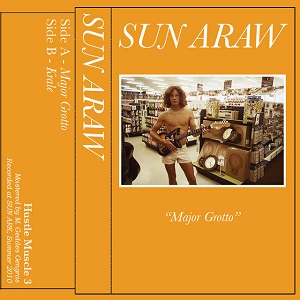 Side A - Major Grotto
Side B - Krale
SUN ARAW
Hustle Muscle 3
Mastered by M. Geddes Gengras
Recorded at SUN ARK, Summer 2010
SUN ARAW
"Major Grotto"